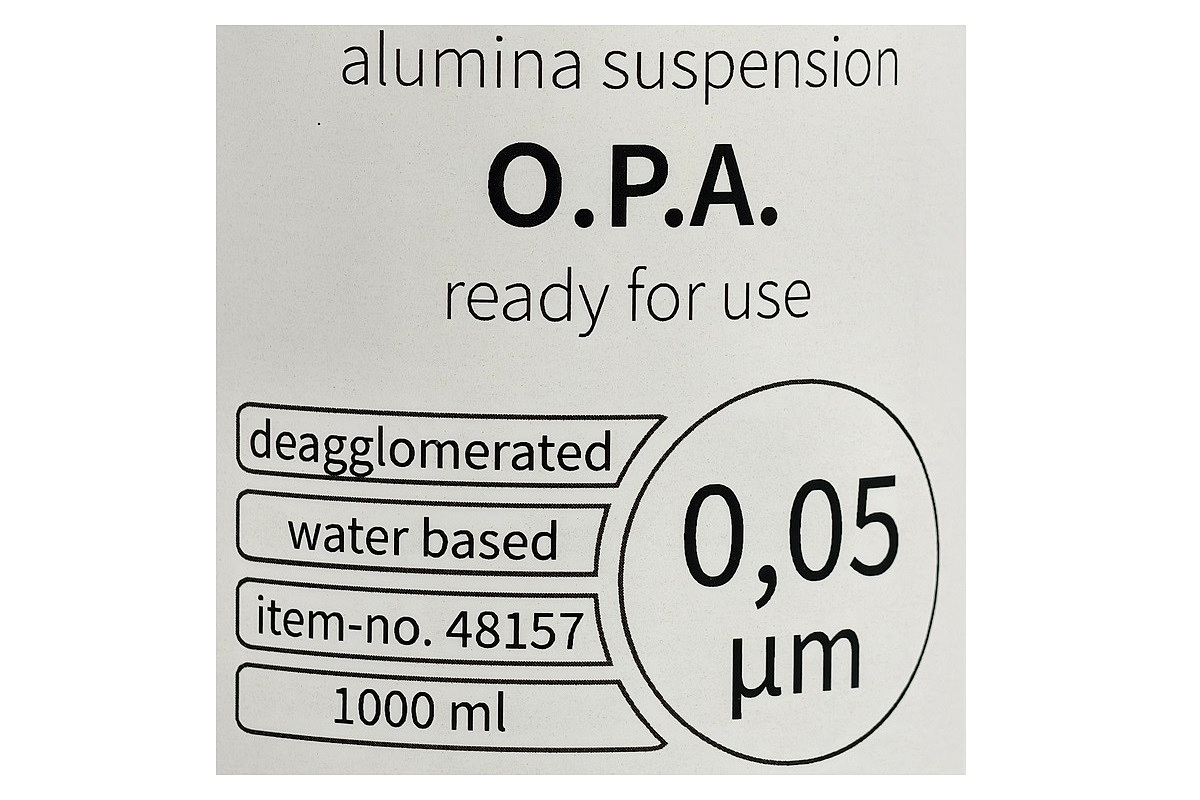 alumina suspension
O.P.A.
ready for use
deagglomerated
water based
item-no. 48157
1000 ml
0,05
µm